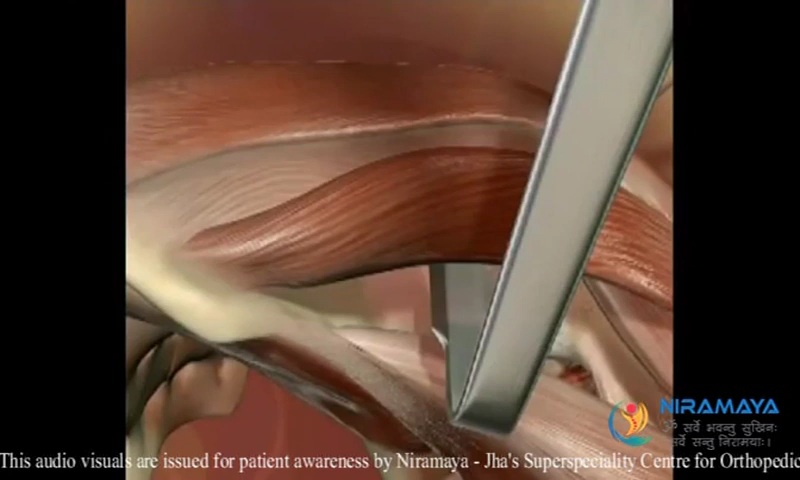 NIRAMAYA
ॐ सर्वे भवन्तु सुखिनः
सर्वे सन्तु निरामयाः।
This audio visuals are issued for patient awareness by Niramaya - Jha's Superspeciality Centre for Orthopedic